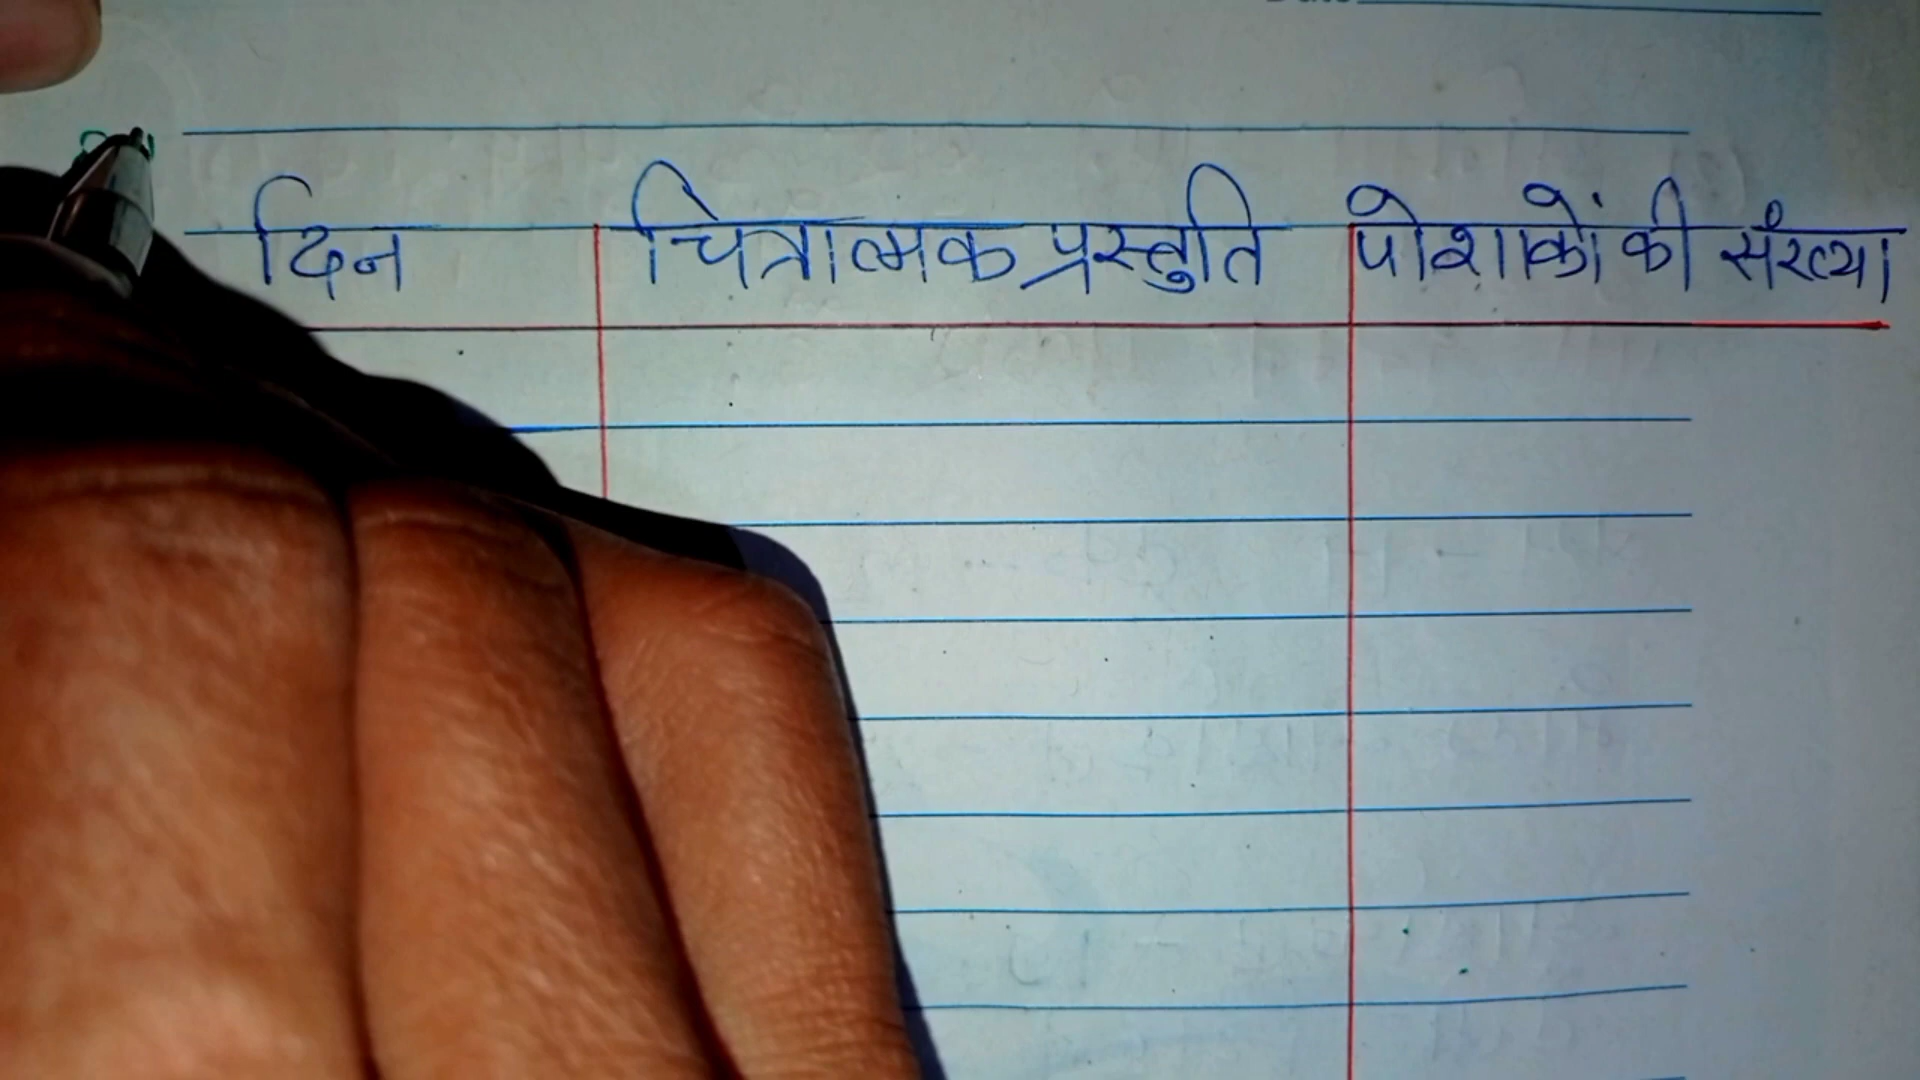 दिन चित्रात्मक प्रस्तुति पोशाकों की संख्या